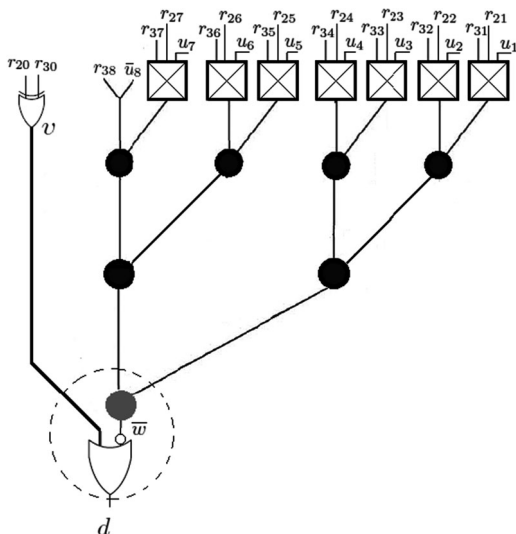 r27 r26 r25 r24 r23 r22 r21
r37 r36 r35 r34 r33 r32 r31
u7 u6 u5 u4 u3 u2 u1
r20 r30 r38 ū8
v
w̅
d